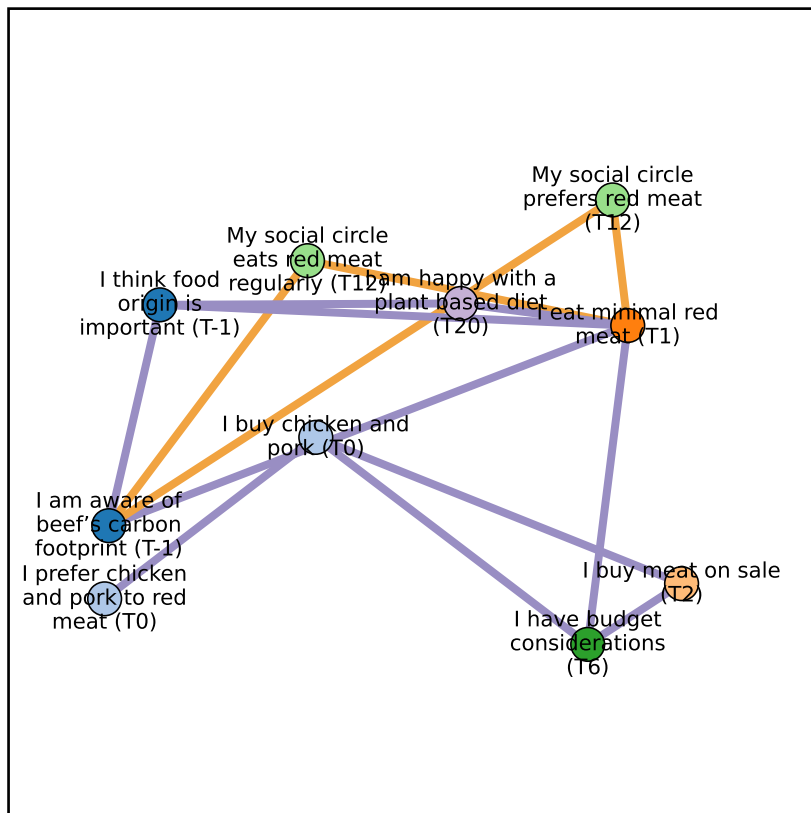 My social circle
prefers red meat
(T12)
My social circle
eats red meat
regularly (T12)
I think food
origin is
important (T-1)
I am happy with a
plant based diet
(T20)
I eat minimal red
meat (T1)
I buy chicken and
pork (T0)
I am aware of
beef’s carbon
footprint (T-1)
I prefer chicken
and pork to red
meat (T0)
I buy meat on sale
(T2)
I have budget
considerations
(T6)